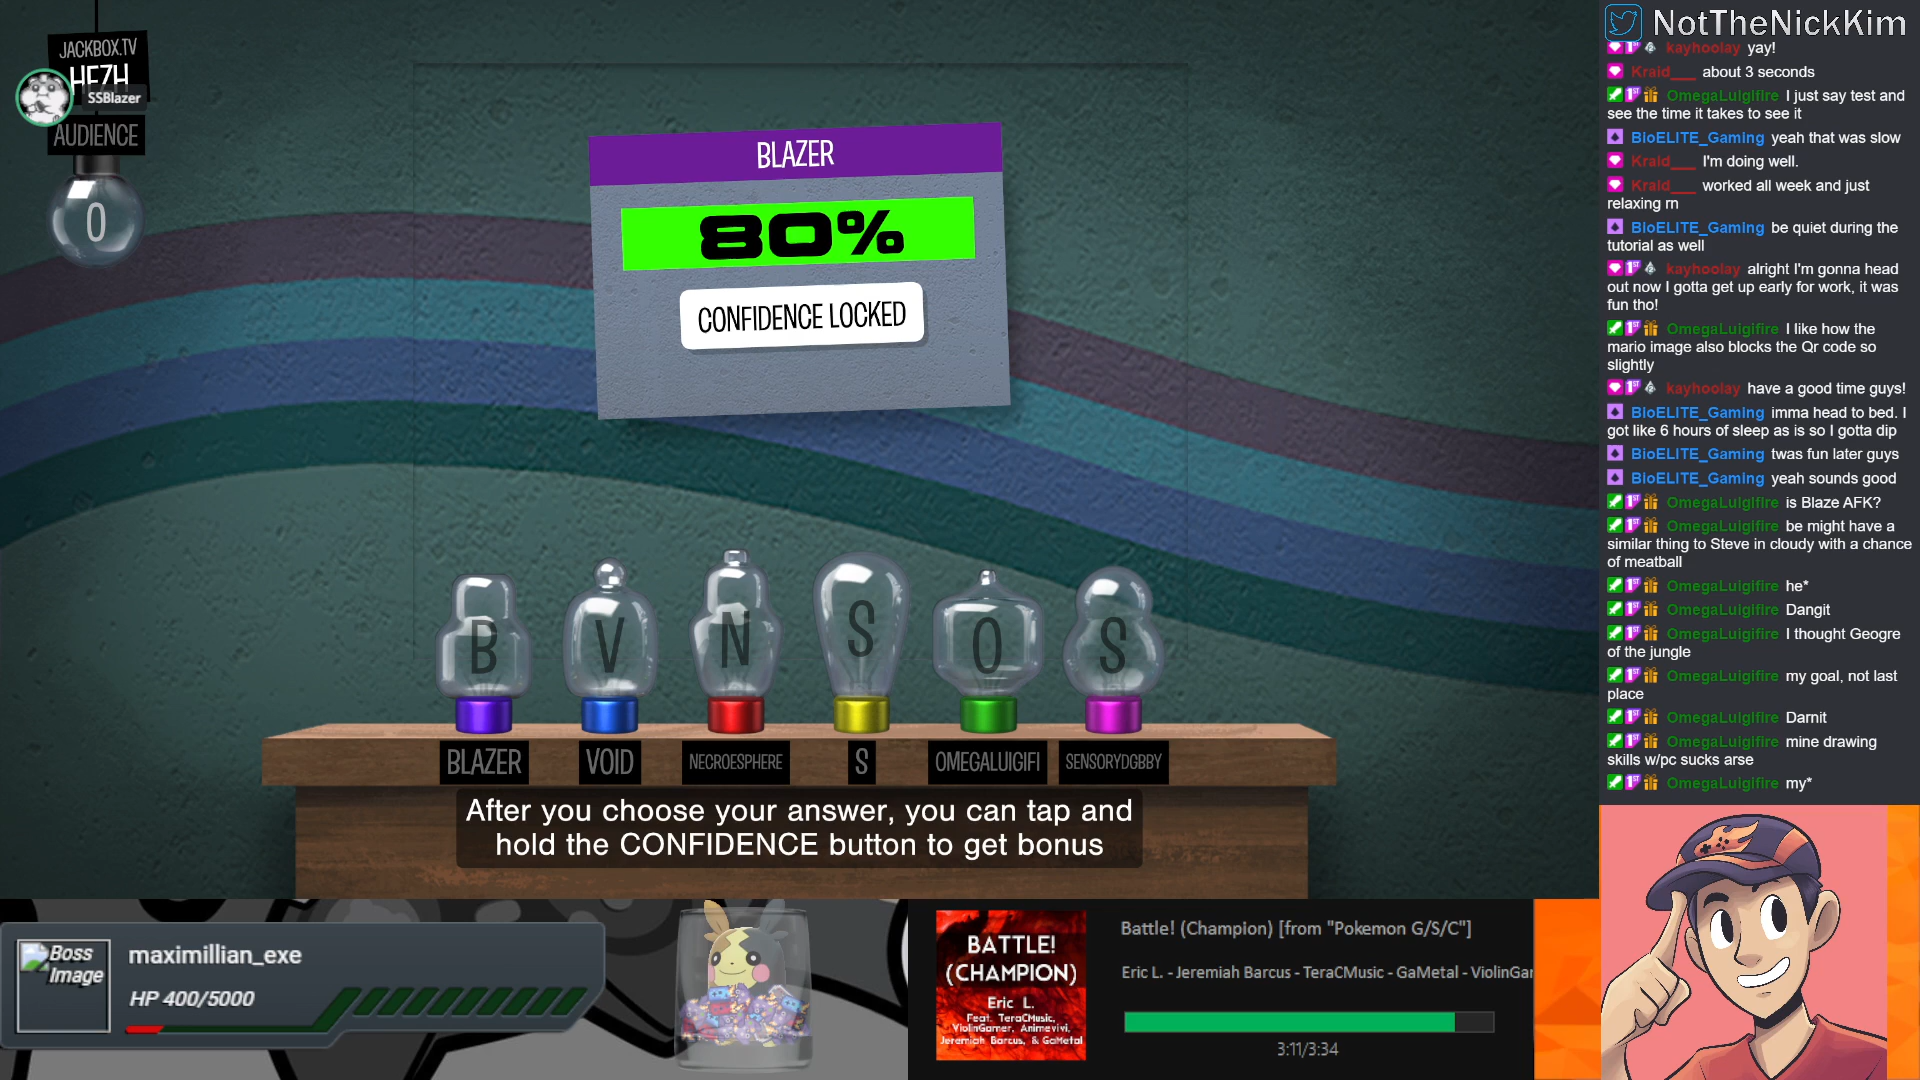 JACKBOX.TV
HEZH
SSBlazer
AUDIENCE
0
BLAZER
80%
CONFIDENCE LOCKED
B V N S O S
BLAZER VOID NECROESPHERE S OMEGALUIGIFI SENSORYDGBBY
After you choose your answer, you can tap and
hold the CONFIDENCE button to get bonus
Boss
Image
maximillian_exe
HP 400/5000
BATTLE!
(CHAMPION)
Eric L.
Feat. TeraCMusic,
ViolinGamer, Animevivi,
Jeremiah Barcus, & GaMetal
Battle! (Champion) [from "Pokemon G/S/C"]
Eric L. - Jeremiah Barcus - TeraCMusic - GaMetal - ViolinGar
3:11/3:34
NotTheNickKim
kayhoolay yay!
Kraid___ about 3 seconds
OmegaLuigifire I just say test and
see the time it takes to see it
BioELITE_Gaming yeah that was slow
Kraid___ I'm doing well.
Kraid___ worked all week and just
relaxing rn
BioELITE_Gaming be quiet during the
tutorial as well
kayhoolay alright I'm gonna head
out now I gotta get up early for work, it was
fun tho!
OmegaLuigifire I like how the
mario image also blocks the Qr code so
slightly
kayhoolay have a good time guys!
BioELITE_Gaming imma head to bed. I
got like 6 hours of sleep as is so I gotta dip
BioELITE_Gaming twas fun later guys
BioELITE_Gaming yeah sounds good
OmegaLuigifire is Blaze AFK?
OmegaLuigifire be might have a
similar thing to Steve in cloudy with a chance
of meatball
OmegaLuigifire he*
OmegaLuigifire Dangit
OmegaLuigifire I thought Geogre
of the jungle
OmegaLuigifire my goal, not last
place
OmegaLuigifire Darnit
OmegaLuigifire mine drawing
skills w/pc sucks arse
OmegaLuigifire my*